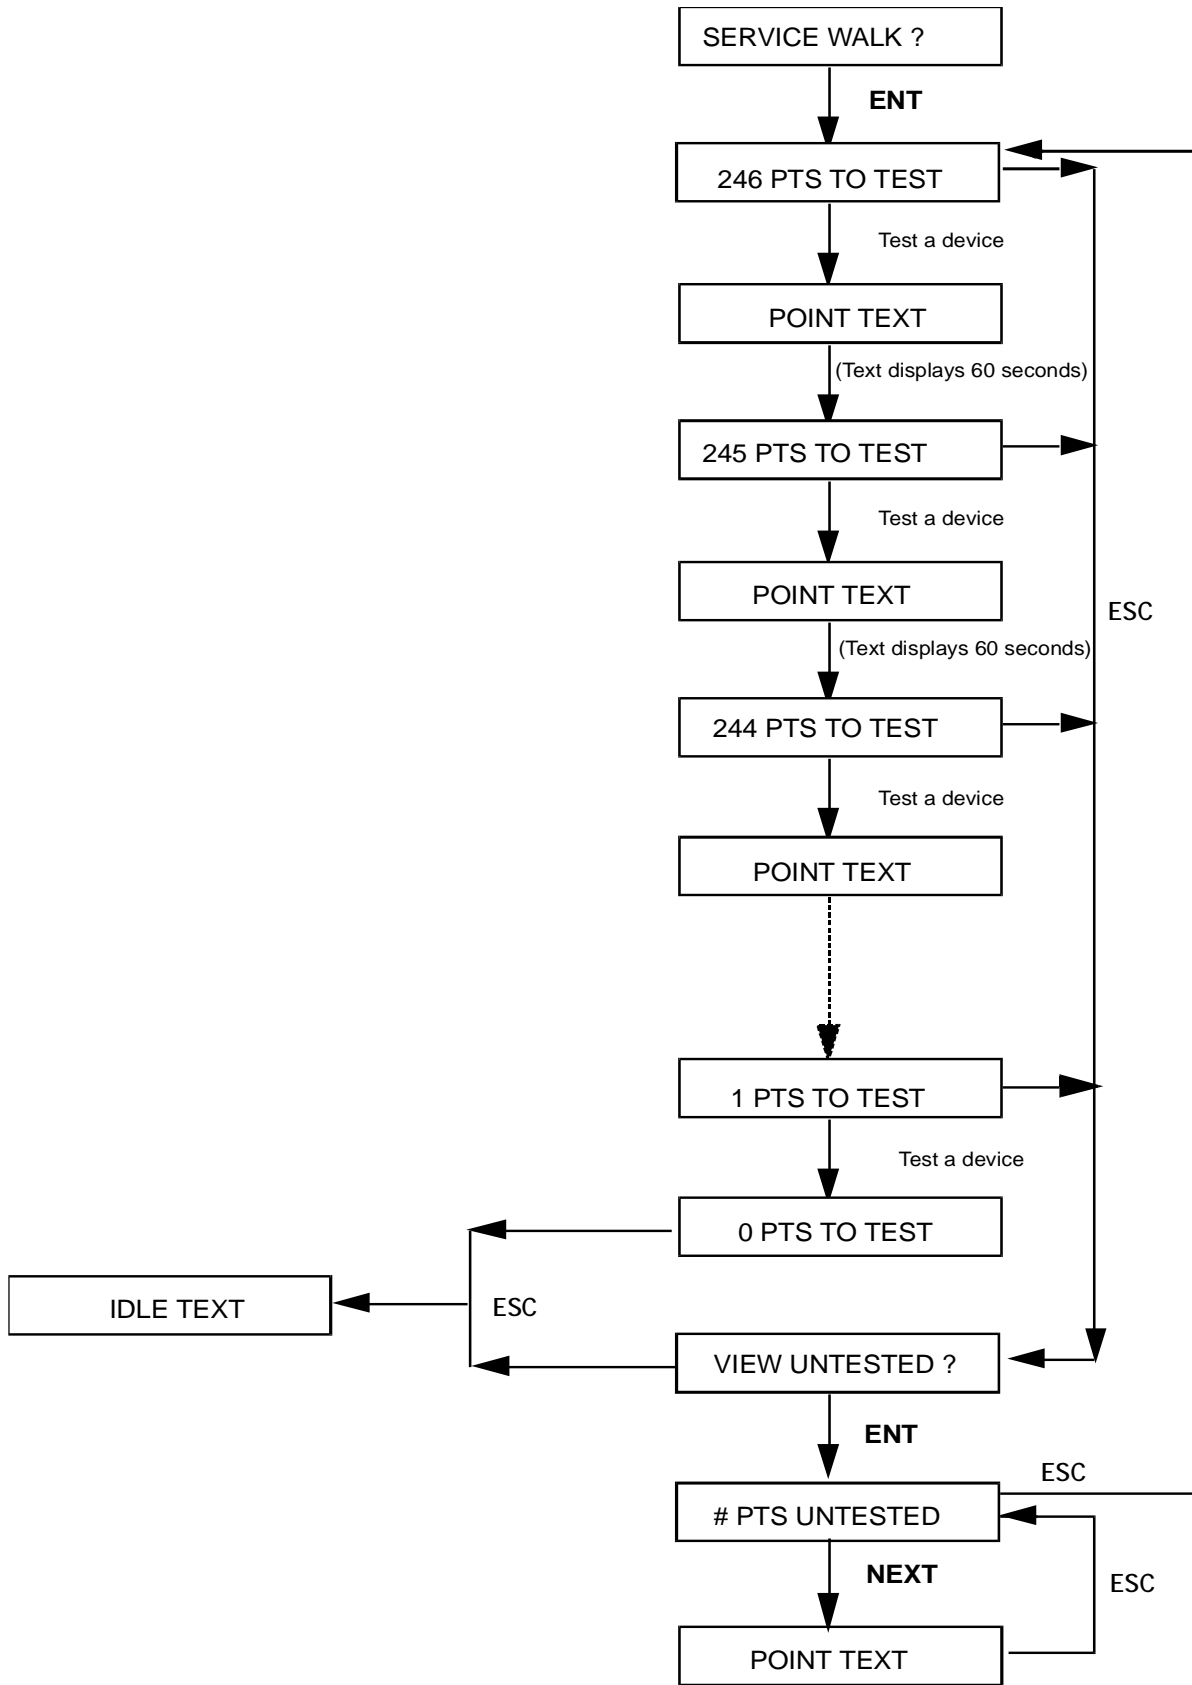 SERVICE WALK ?
ENT
246 PTS TO TEST
Test a device
POINT TEXT
(Text displays 60 seconds)
245 PTS TO TEST
Test a device
POINT TEXT
ESC
(Text displays 60 seconds)
244 PTS TO TEST
Test a device
POINT TEXT
1 PTS TO TEST
Test a device
0 PTS TO TEST
IDLE TEXT
ESC
VIEW UNTESTED ?
ENT
ESC
# PTS UNTESTED
NEXT
ESC
POINT TEXT